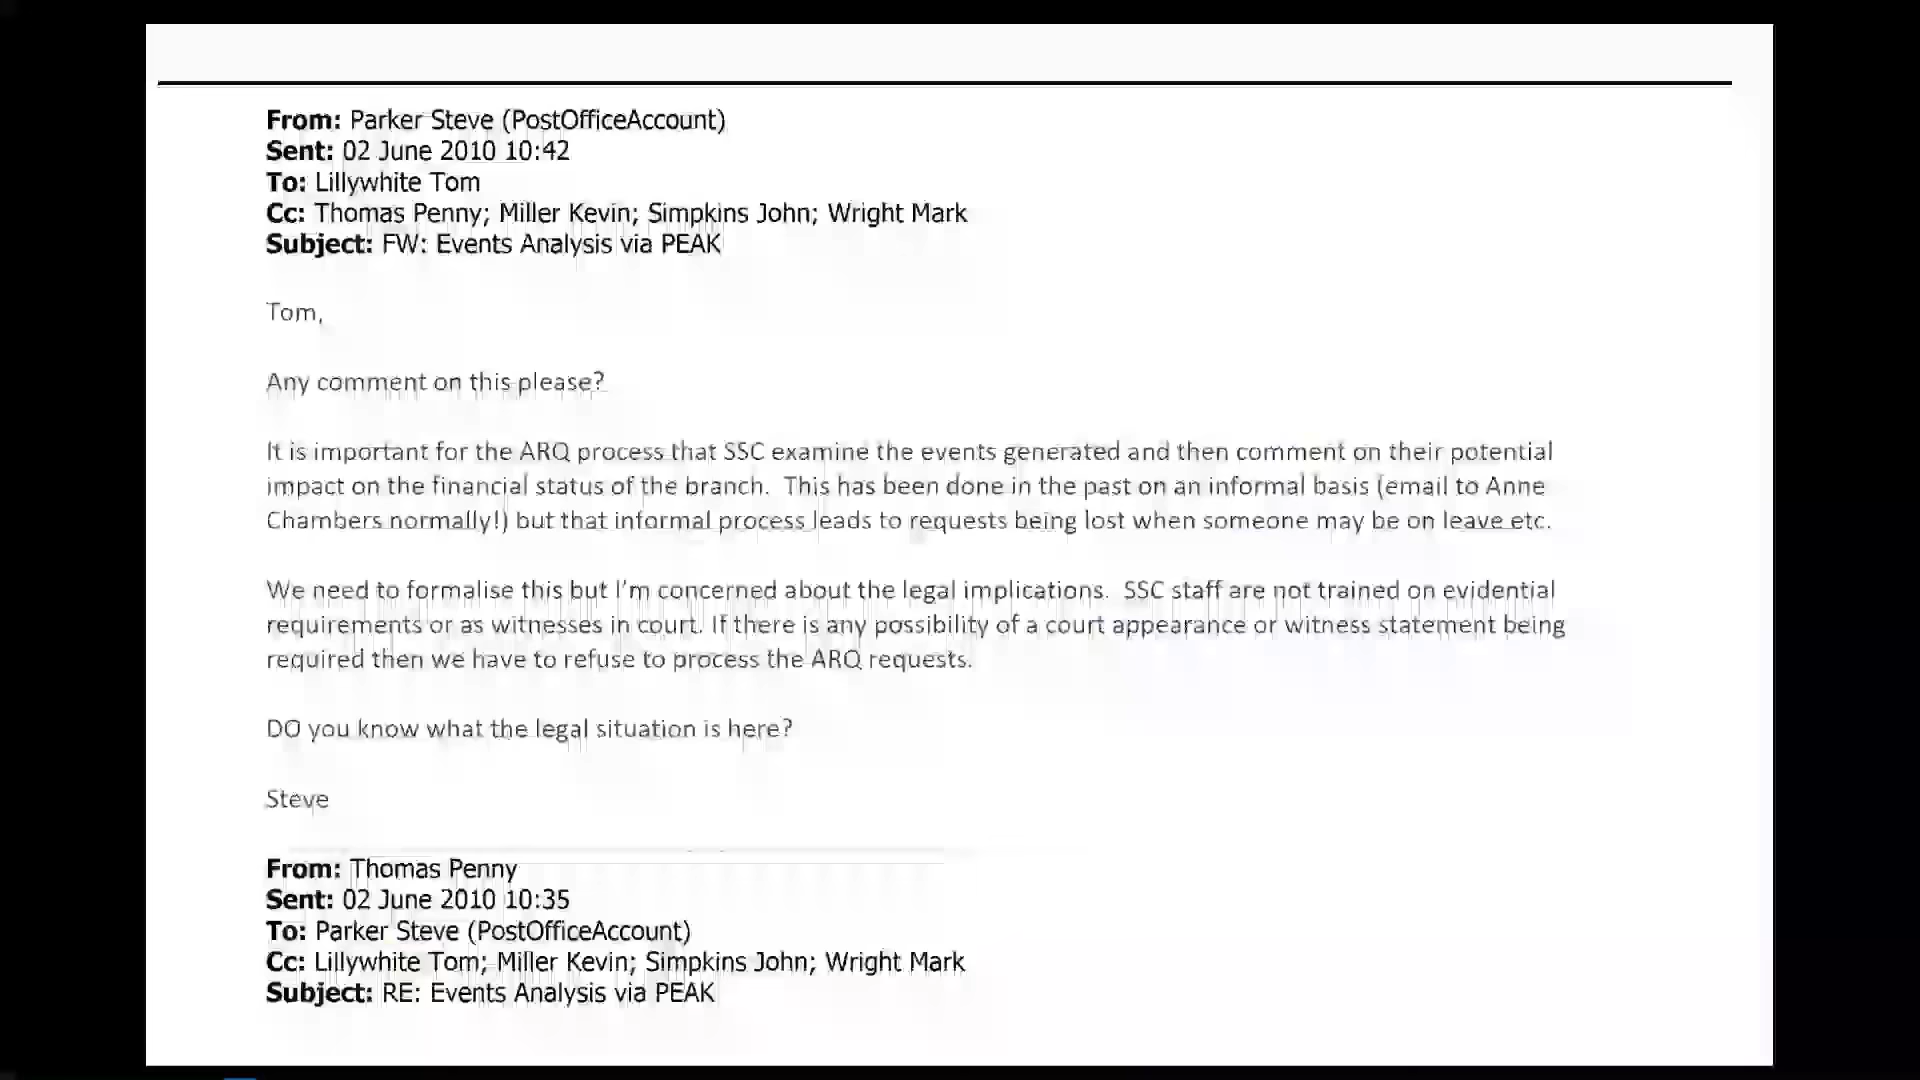 From: Parker Steve (PostOfficeAccount)
Sent: 02 June 2010 10:42
To: Lillywhite Tom
Cc: Thomas Penny; Miller Kevin; Simpkins John; Wright Mark
Subject: FW: Events Analysis via PEAK
Tom,
Any comment on this please?
It is important for the ARQ process that SSC examine the events generated and then comment on their potential
impact on the financial status of the branch.  This has been done in the past on an informal basis (email to Anne
Chambers normally!) but that informal process leads to requests being lost when someone may be on leave etc.
We need to formalise this but I'm concerned about the legal implications.  SSC staff are not trained on evidential
requirements or as witnesses in court. If there is any possibility of a court appearance or witness statement being
required then we have to refuse to process the ARQ requests.
DO you know what the legal situation is here?
Steve
From: Thomas Penny
Sent: 02 June 2010 10:35
To: Parker Steve (PostOfficeAccount)
Cc: Lillywhite Tom; Miller Kevin; Simpkins John; Wright Mark
Subject: RE: Events Analysis via PEAK